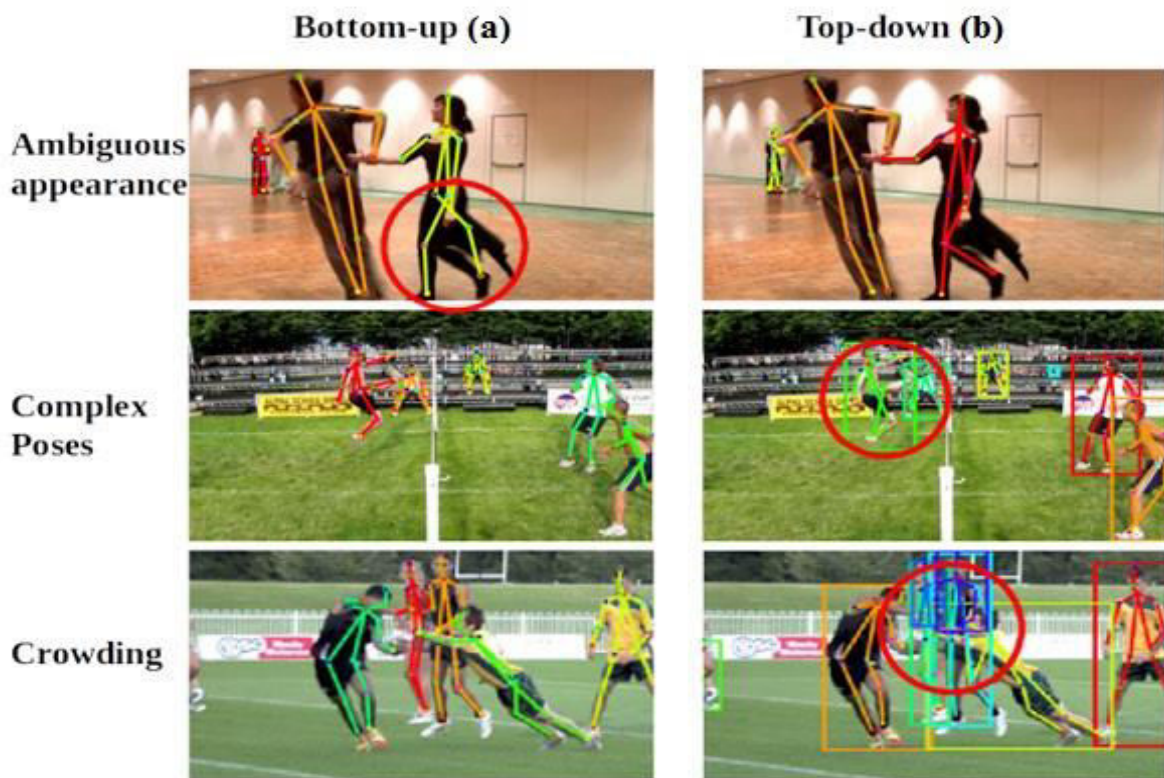 Bottom-up (a)
Top-down (b)
Ambiguous
appearance
Complex
Poses
Crowding